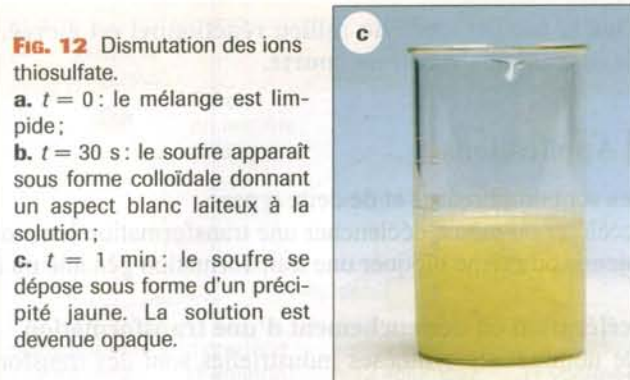 FIG. 12 Dismutation des ions
thiosulfate.
a. t = 0 : le mélange est lim-
pide ;
b. t = 30 s : le soufre apparaît
sous forme colloïdale donnant
un aspect blanc laiteux à la
solution ;
c. t = 1 min : le soufre se
dépose sous forme d'un préci-
pité jaune. La solution est
devenue opaque.
c